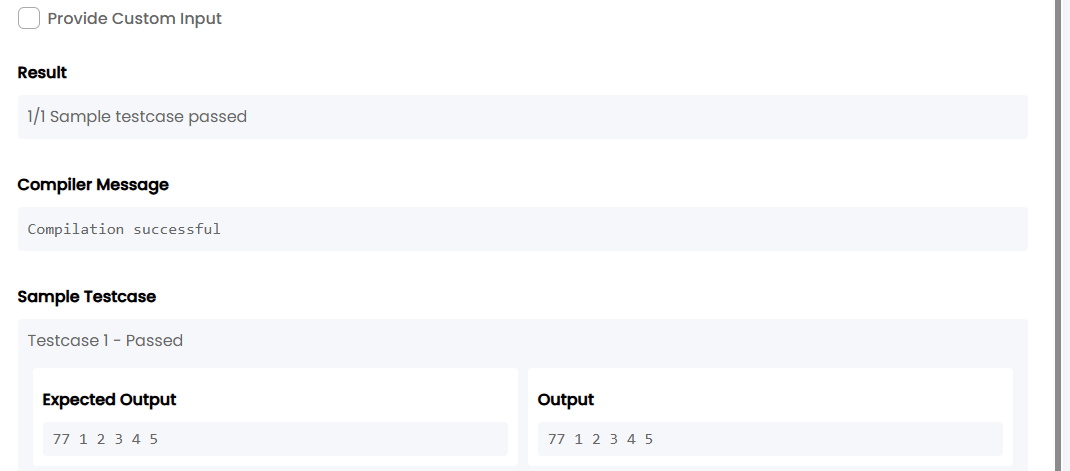 Provide Custom Input
Result
1/1 Sample testcase passed
Compiler Message
Compilation successful
Sample Testcase
Testcase 1 - Passed
Expected Output
77 1 2 3 4 5
Output
77 1 2 3 4 5